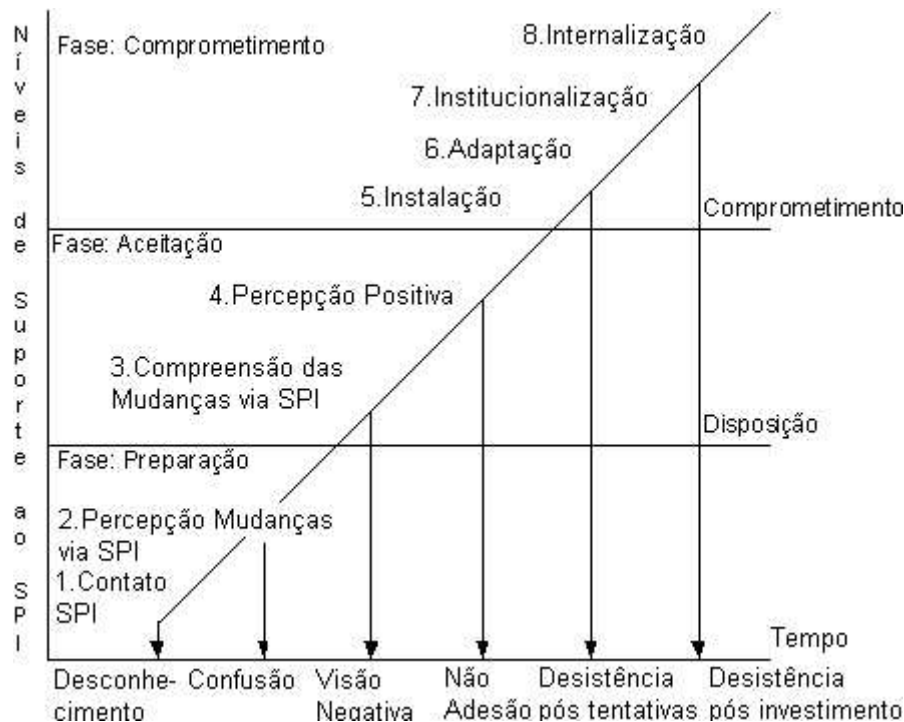 Níveis de Suporte ao SPI
Fase: Comprometimento
8.Internalização
7.Institucionalização
6.Adaptação
5.Instalação
Comprometimento
Fase: Aceitação
4.Percepção Positiva
3.Compreensão das
Mudanças via SPI
Disposição
Fase: Preparação
2.Percepção Mudanças
via SPI
1.Contato
SPI
Tempo
Desconhe-
cimento
Confusão
Visão
Negativa
Não
Adesão
Desistência
pós tentativas
Desistência
pós investimento